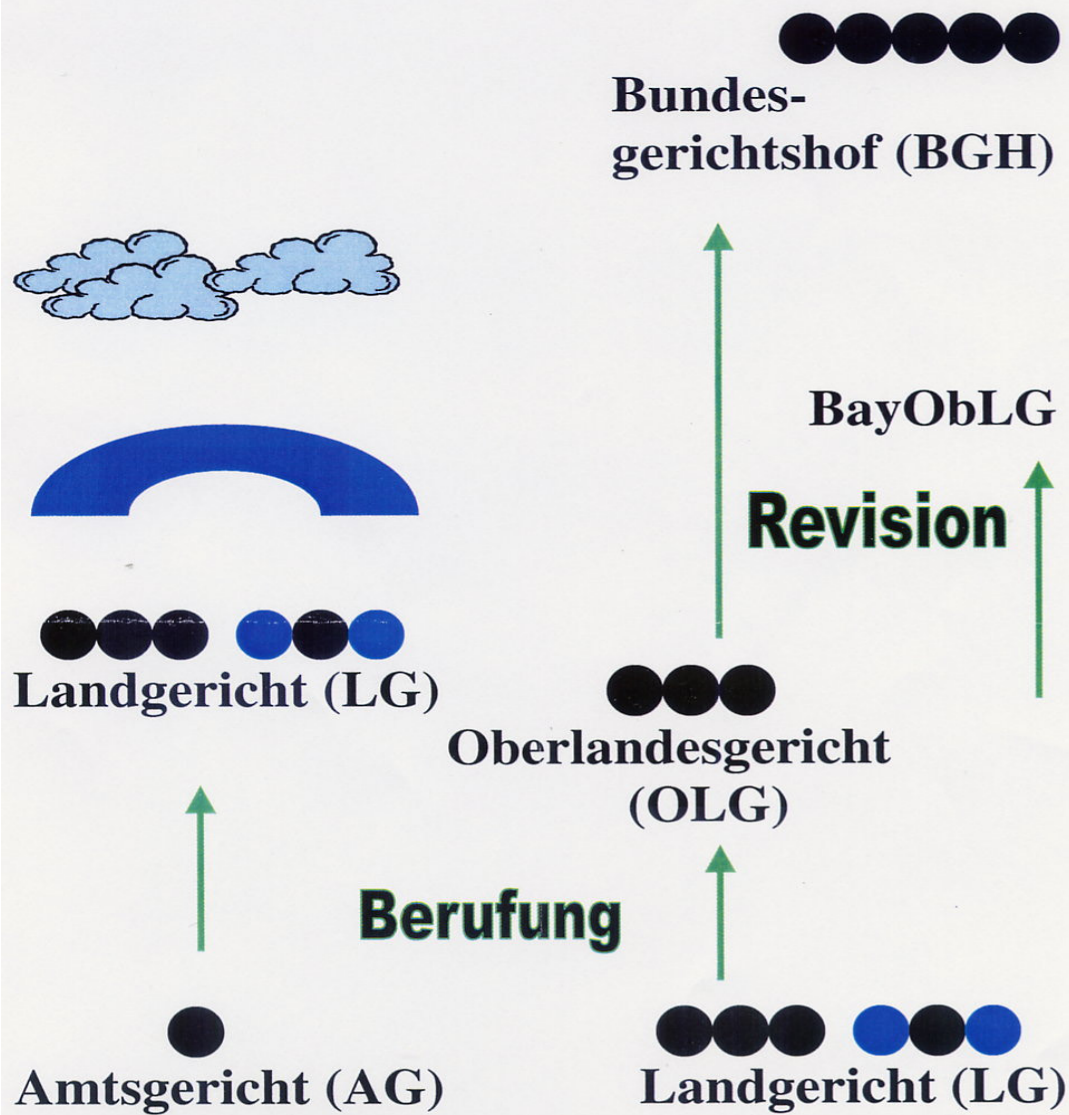 Bundes-
gerichtshof (BGH)
BayObLG
Revision
Landgericht (LG)
Oberlandesgericht
(OLG)
Berufung
Amtsgericht (AG)
Landgericht (LG)